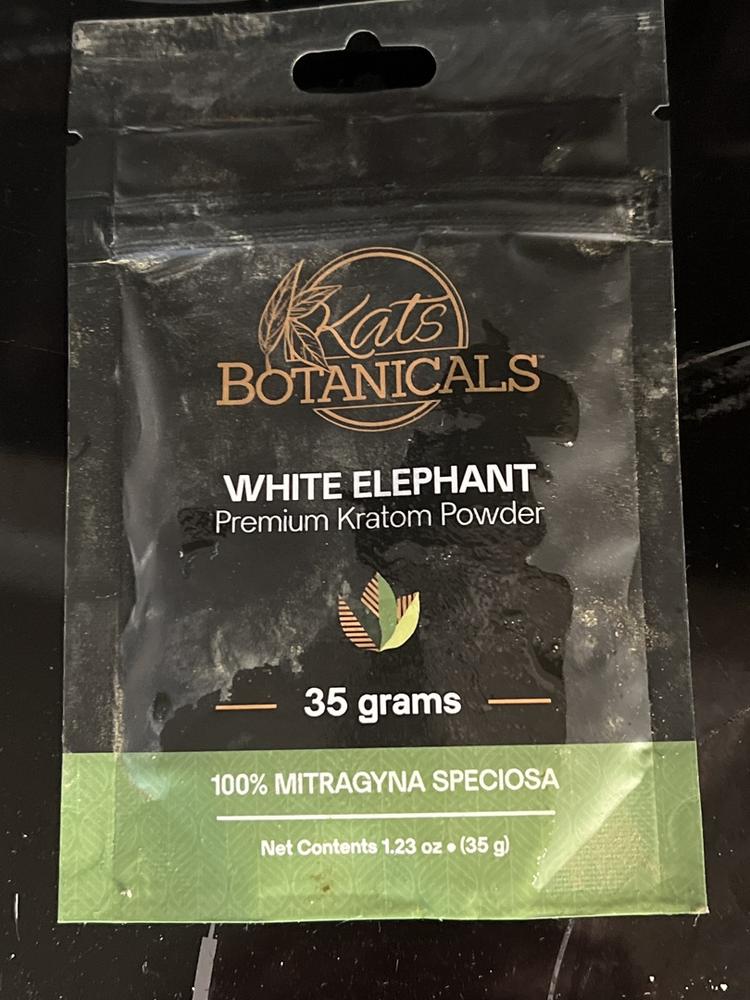 Kats
BOTANICALS
WHITE ELEPHANT
Premium Kratom Powder
35 grams
100% MITRAGYNA SPECIOSA
Net Contents 1.23 oz • (35 g)